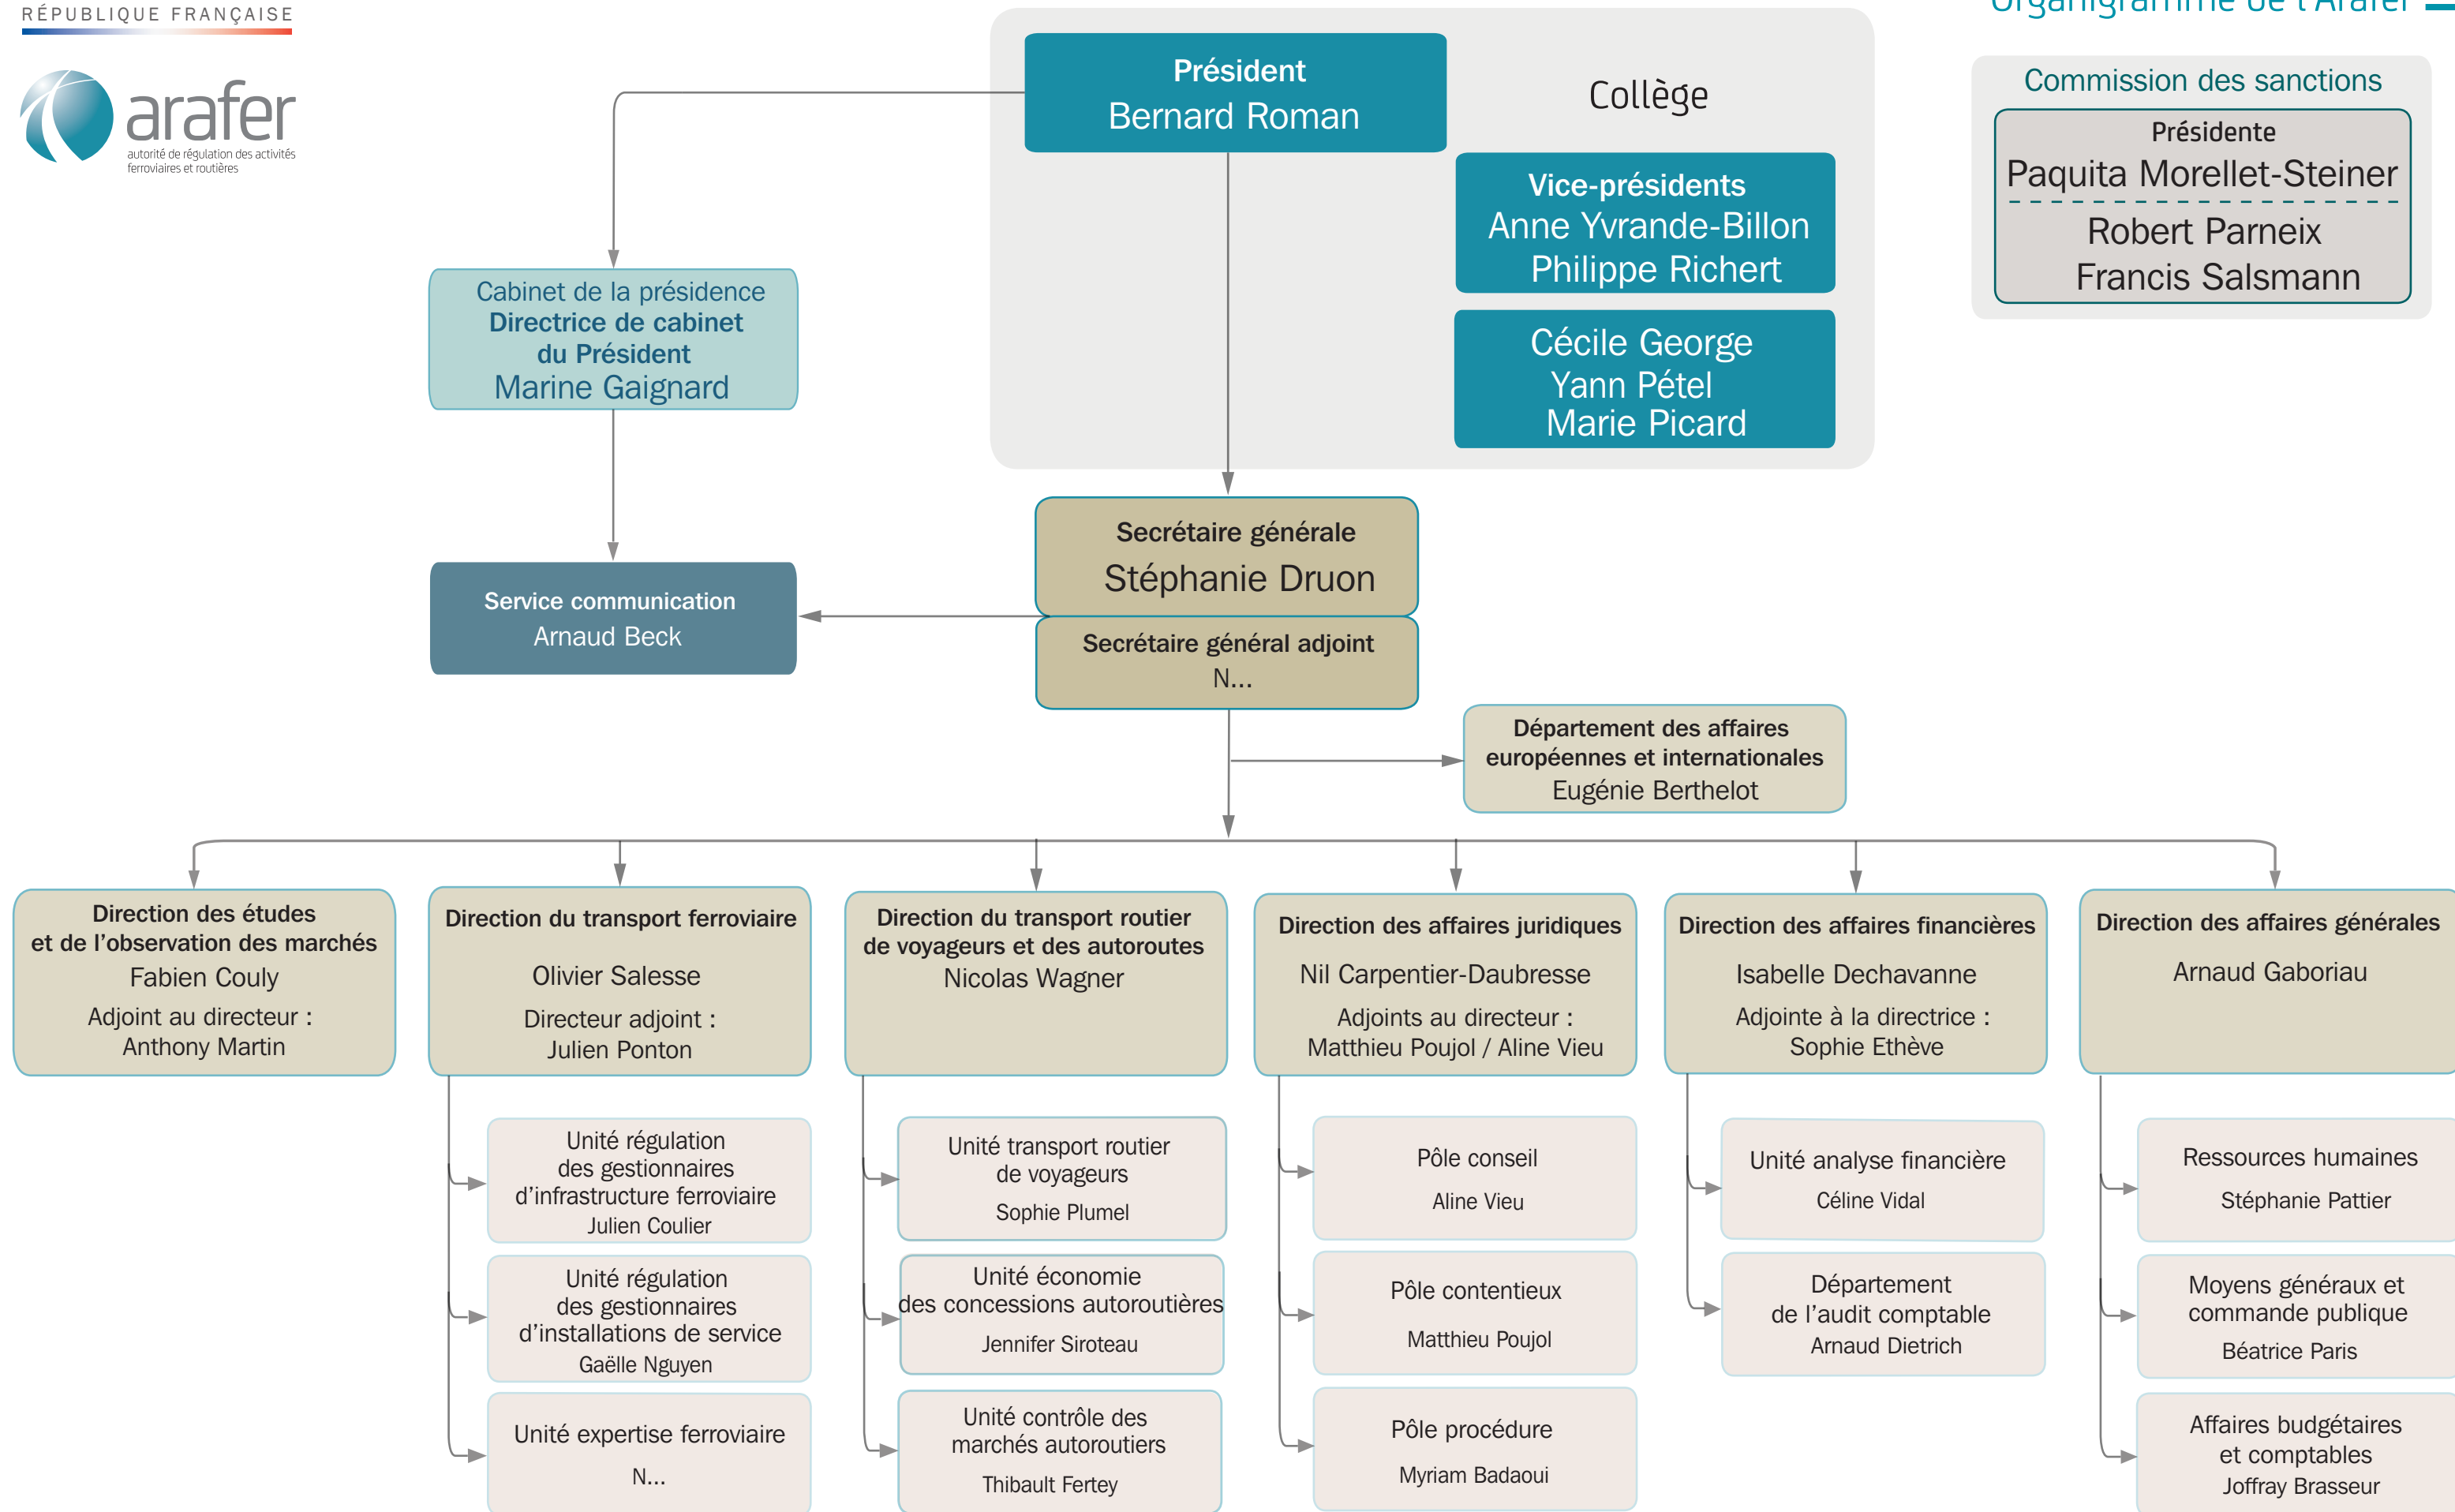 RÉPUBLIQUE FRANÇAISE
arafer
autorité de régulation des activités
ferroviaires et routières
Organigramme de l'Arafer
Président
Bernard Roman
Collège
Vice-présidents
Anne Yvrande-Billon
Philippe Richert
Cécile George
Yann Pétel
Marie Picard
Commission des sanctions
Présidente
Paquita Morellet-Steiner
Robert Parneix
Francis Salsmann
Cabinet de la présidence
Directrice de cabinet
du Président
Marine Gaignard
Service communication
Arnaud Beck
Secrétaire générale
Stéphanie Druon
Secrétaire général adjoint
N...
Département des affaires
européennes et internationales
Eugénie Berthelot
Direction des études
et de l'observation des marchés
Fabien Couly
Adjoint au directeur :
Anthony Martin
Direction du transport ferroviaire
Olivier Salesse
Directeur adjoint :
Julien Ponton
Unité régulation
des gestionnaires
d'infrastructure ferroviaire
Julien Coulier
Unité régulation
des gestionnaires
d'installations de service
Gaëlle Nguyen
Unité expertise ferroviaire
N...
Direction du transport routier
de voyageurs et des autoroutes
Nicolas Wagner
Unité transport routier
de voyageurs
Sophie Plumel
Unité économie
des concessions autoroutières
Jennifer Siroteau
Unité contrôle des
marchés autoroutiers
Thibault Fertey
Direction des affaires juridiques
Nil Carpentier-Daubresse
Adjoints au directeur :
Matthieu Poujol / Aline Vieu
Pôle conseil
Aline Vieu
Pôle contentieux
Matthieu Poujol
Pôle procédure
Myriam Badaoui
Direction des affaires financières
Isabelle Dechavanne
Adjointe à la directrice :
Sophie Ethève
Unité analyse financière
Céline Vidal
Département
de l'audit comptable
Arnaud Dietrich
Direction des affaires générales
Arnaud Gaboriau
Ressources humaines
Stéphanie Pattier
Moyens généraux et
commande publique
Béatrice Paris
Affaires budgétaires
et comptables
Joffray Brasseur